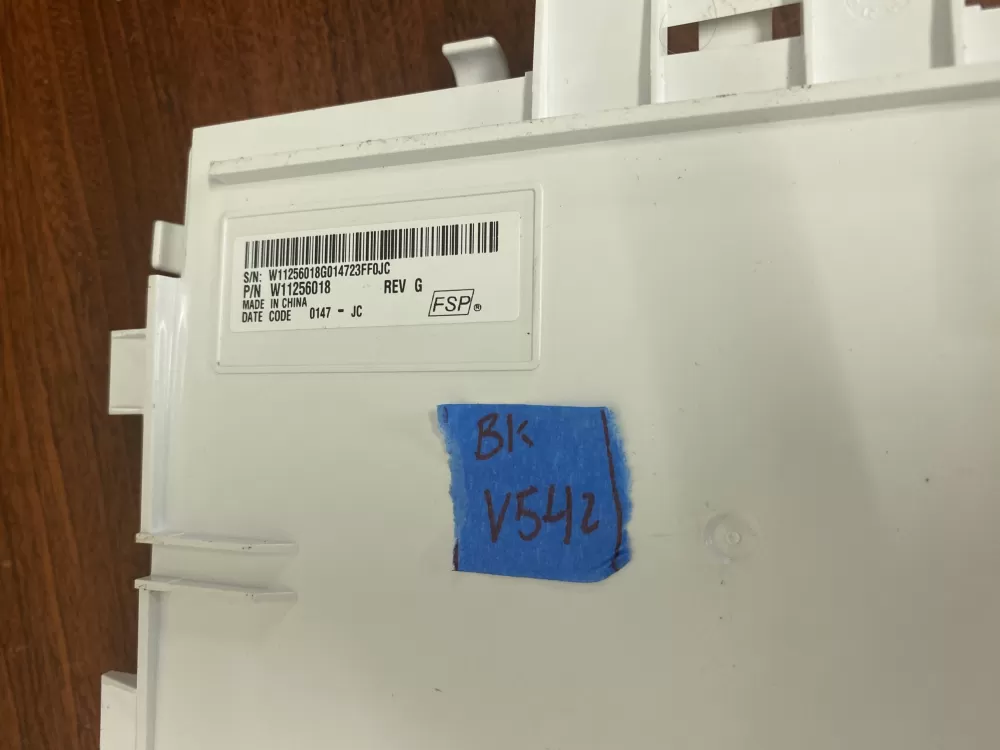 S/N: W11256018G014723FF0JC
P/N W11256018 REV G
MADE IN CHINA
DATE CODE 0147 - JC
FSP®
BK
V542